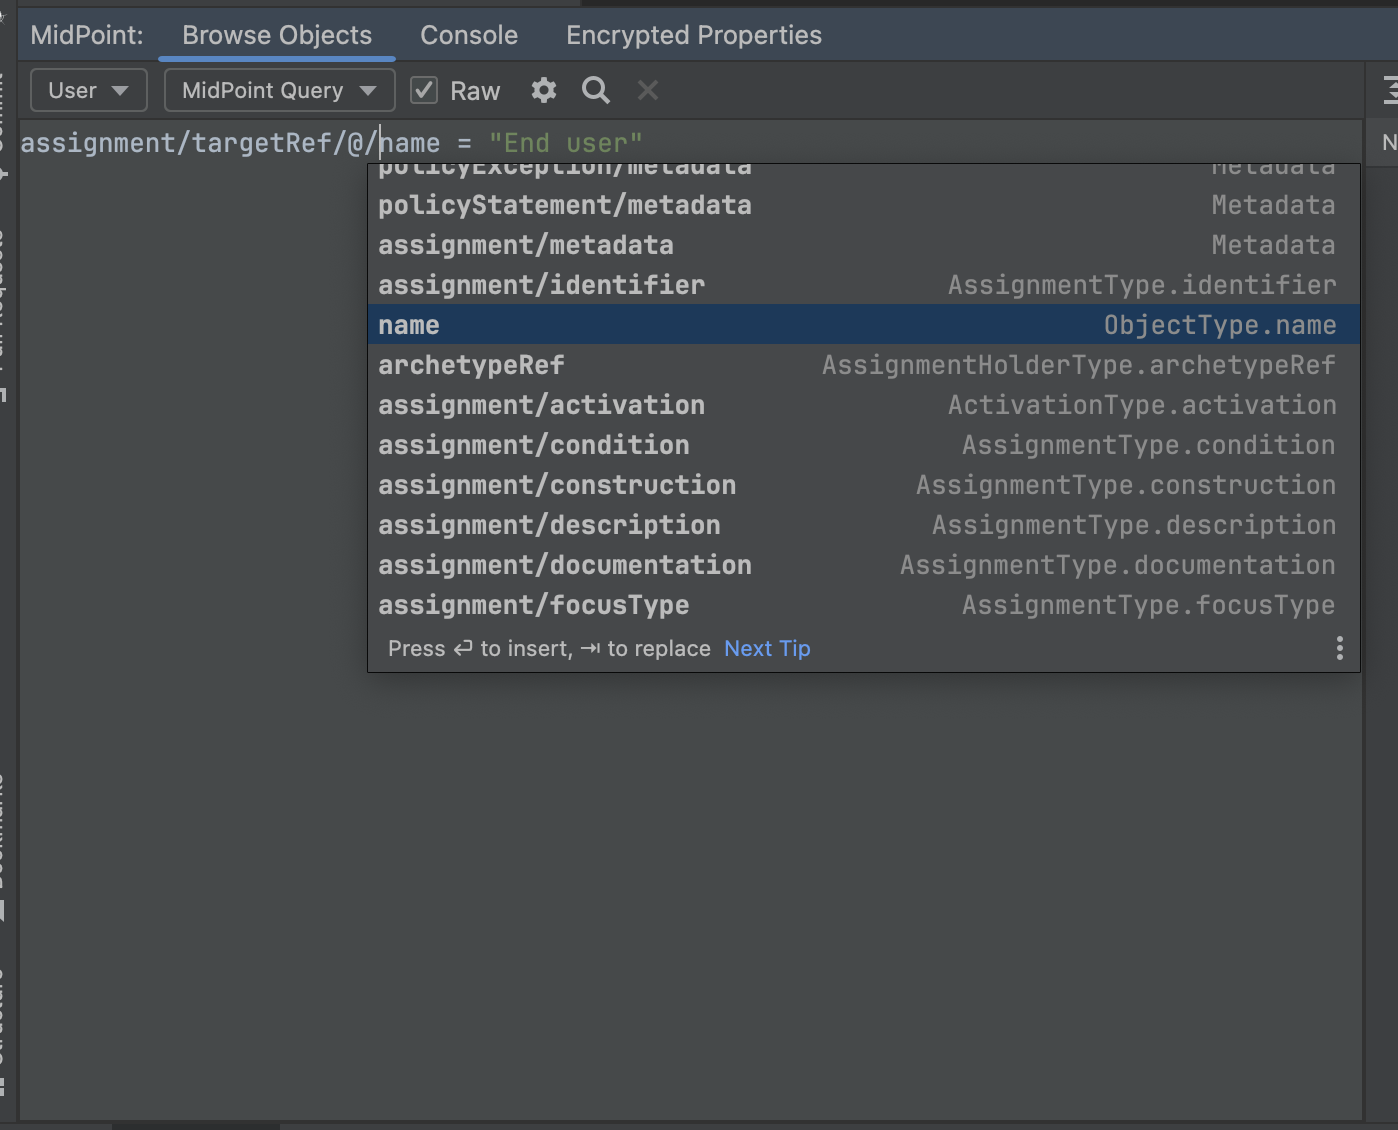 MidPoint: Browse Objects Console Encrypted Properties
User MidPoint Query Raw
assignment/targetRef/@/name = "End user"
N
policyException/metadata Metadata
policyStatement/metadata Metadata
assignment/metadata Metadata
assignment/identifier AssignmentType.identifier
name ObjectType.name
archetypeRef AssignmentHolderType.archetypeRef
assignment/activation ActivationType.activation
assignment/condition AssignmentType.condition
assignment/construction AssignmentType.construction
assignment/description AssignmentType.description
assignment/documentation AssignmentType.documentation
assignment/focusType AssignmentType.focusType
Press ↩ to insert, ⇥ to replace Next Tip